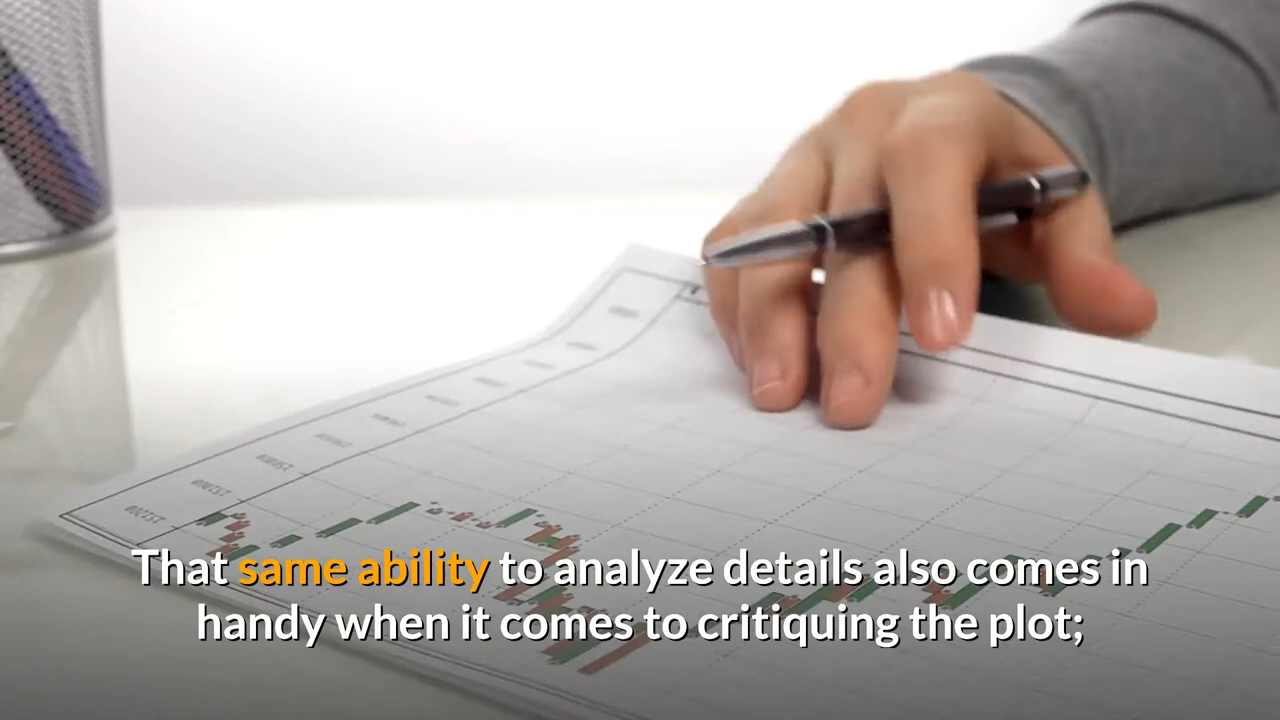 That same ability to analyze details also comes in
handy when it comes to critiquing the plot;